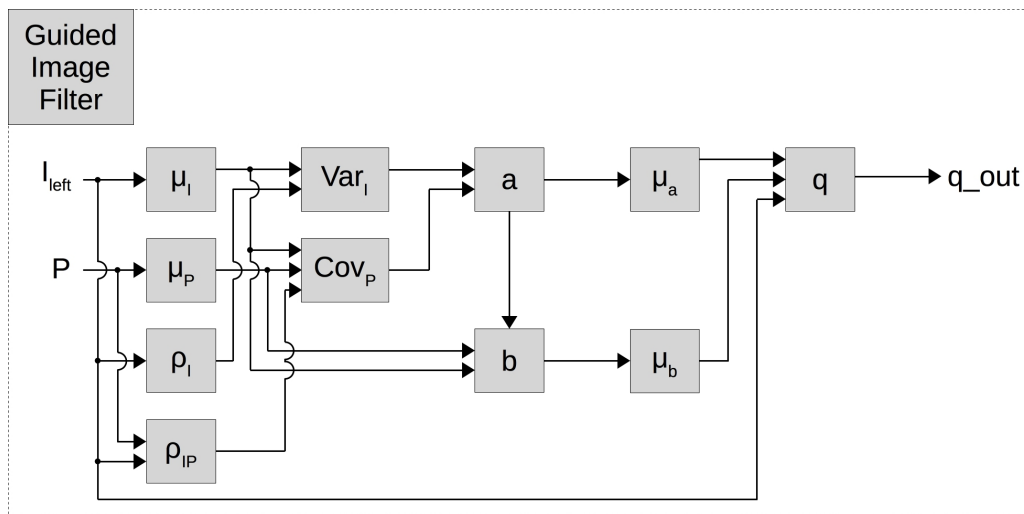 Guided
Image
Filter
I_left
μ_I
Var_I
a
μ_a
q
q_out
P
μ_P
Cov_P
ρ_I
b
μ_b
ρ_IP